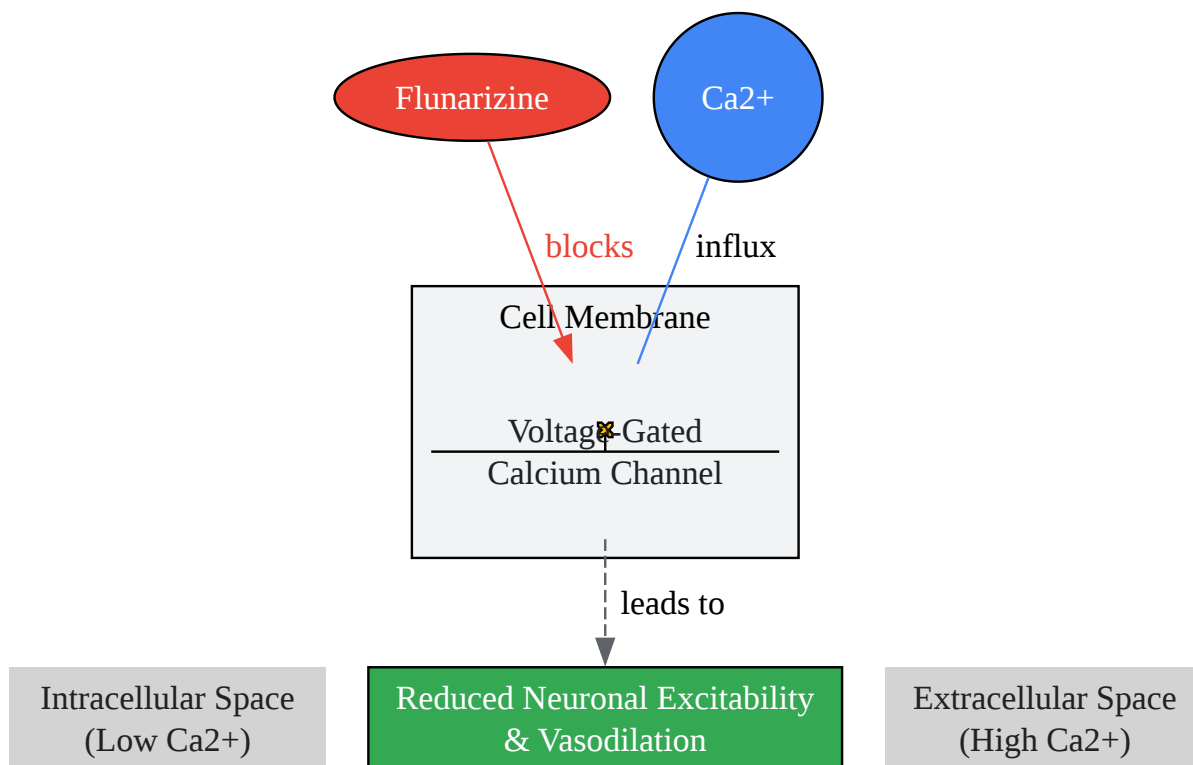 Flunarizine
Ca2+
blocks
influx
Cell Membrane
Voltage-Gated
Calcium Channel
leads to
Intracellular Space
(Low Ca2+)
Reduced Neuronal Excitability
& Vasodilation
Extracellular Space
(High Ca2+)